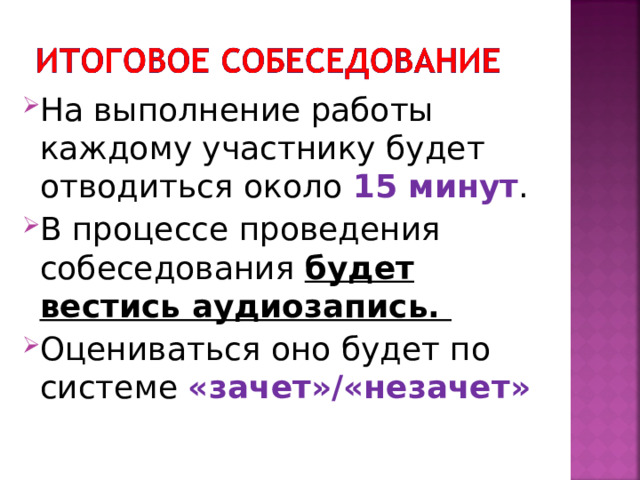 ИТОГОВОЕ СОБЕСЕДОВАНИЕ
На выполнение работы
каждому участнику будет
отводиться около 15 минут.
В процессе проведения
собеседования будет
вестись аудиозапись.
Оцениваться оно будет по
системе «зачет»/«незачет»